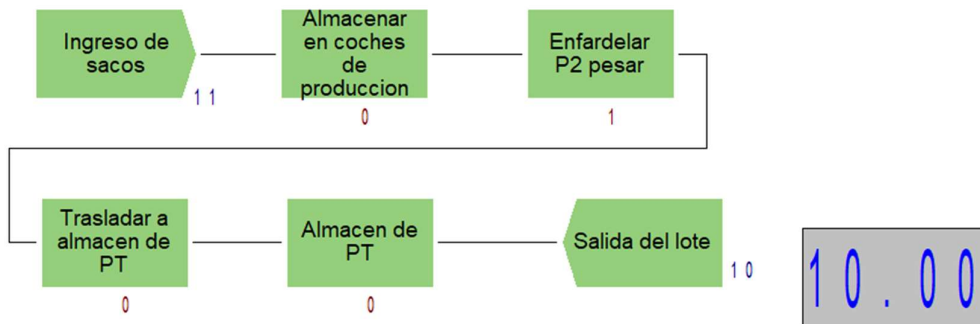 Ingreso de
sacos
11
Almacenar
en coches
de
produccion
0
Enfardelar
P2 pesar
1
Trasladar a
almacen de
PT
0
Almacen de
PT
0
Salida del lote
10
10.00